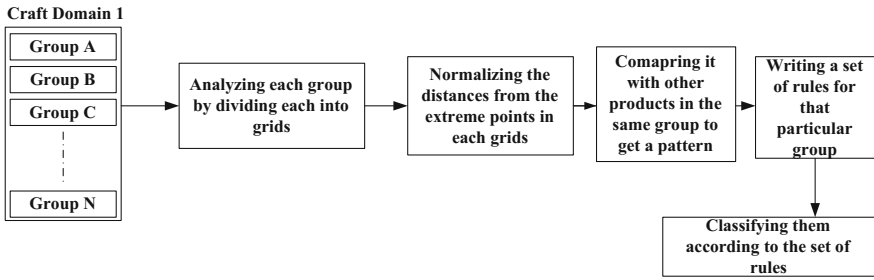 Craft Domain 1
Group A
Group B
Group C
Group N
Analyzing each group
by dividing each into
grids
Normalizing the
distances from the
extreme points in
each grids
Comapring it
with other
products in the
same group to
get a pattern
Writing a set
of rules for
that
particular
group
Classifying them
according to the set of
rules